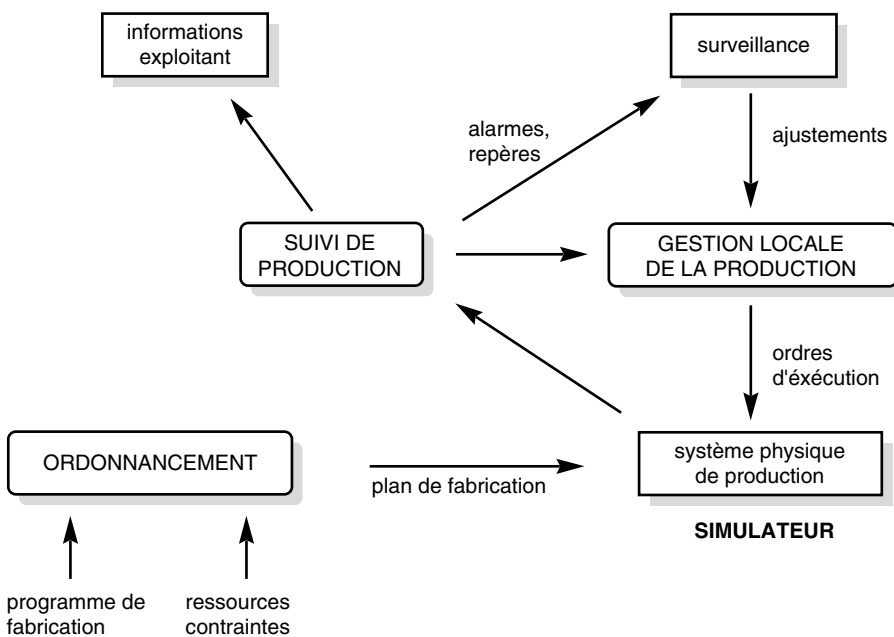 informations
exploitant
surveillance
alarmes,
repères
ajustements
SUIVI DE
PRODUCTION
GESTION LOCALE
DE LA PRODUCTION
ordres
d'éxécution
ORDONNANCEMENT
plan de fabrication
système physique
de production
SIMULATEUR
programme de
fabrication
ressources
contraintes